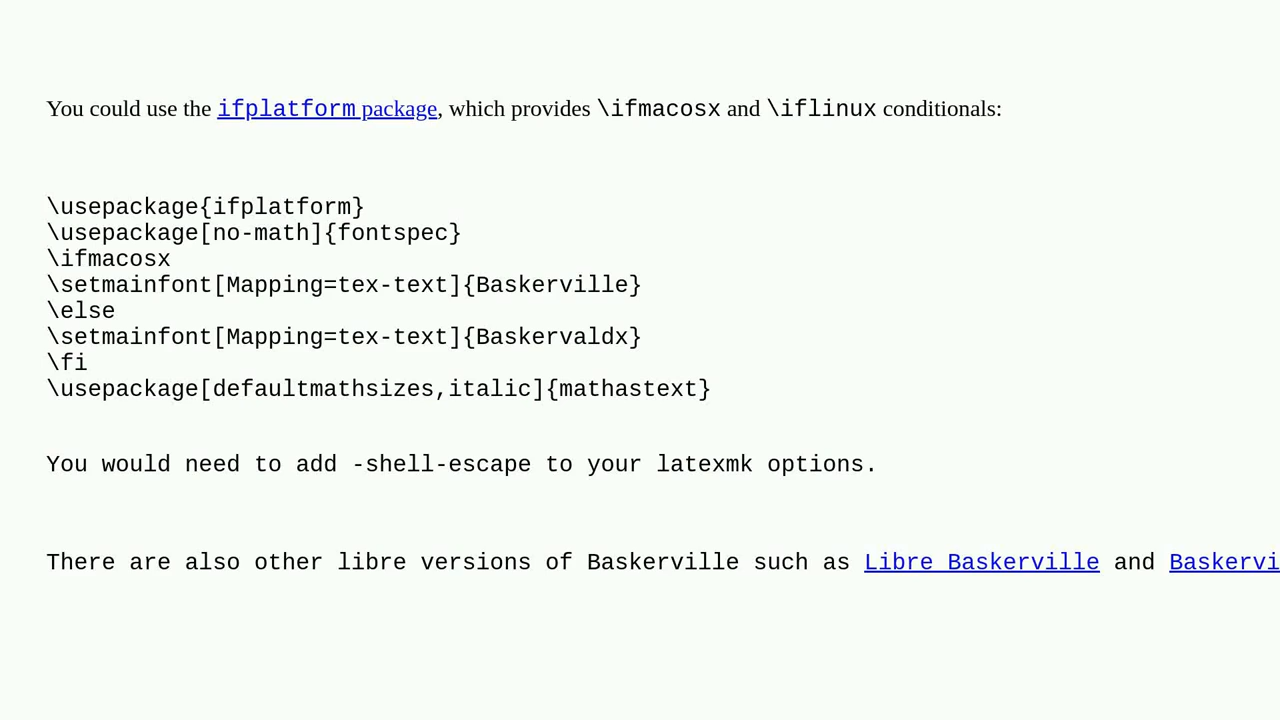 You could use the ifplatform package, which provides \ifmacosx and \iflinux conditionals:
\usepackage{ifplatform}
\usepackage[no-math]{fontspec}
\ifmacosx
\setmainfont[Mapping=tex-text]{Baskerville}
\else
\setmainfont[Mapping=tex-text]{Baskervaldx}
\fi
\usepackage[defaultmathsizes,italic]{mathastext}
You would need to add -shell-escape to your latexmk options.
There are also other libre versions of Baskerville such as Libre Baskerville and